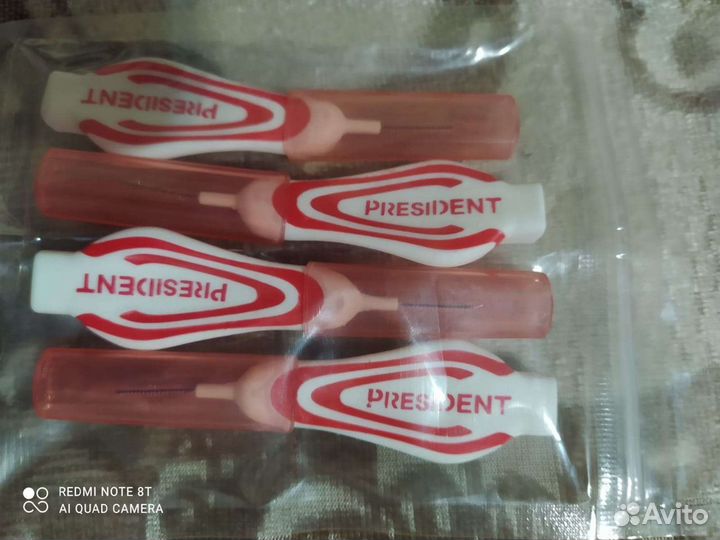 PRESIDENT
PRESIDENT
PRESIDENT
PRESIDENT
REDMI NOTE 8T
AI QUAD CAMERA
Avito